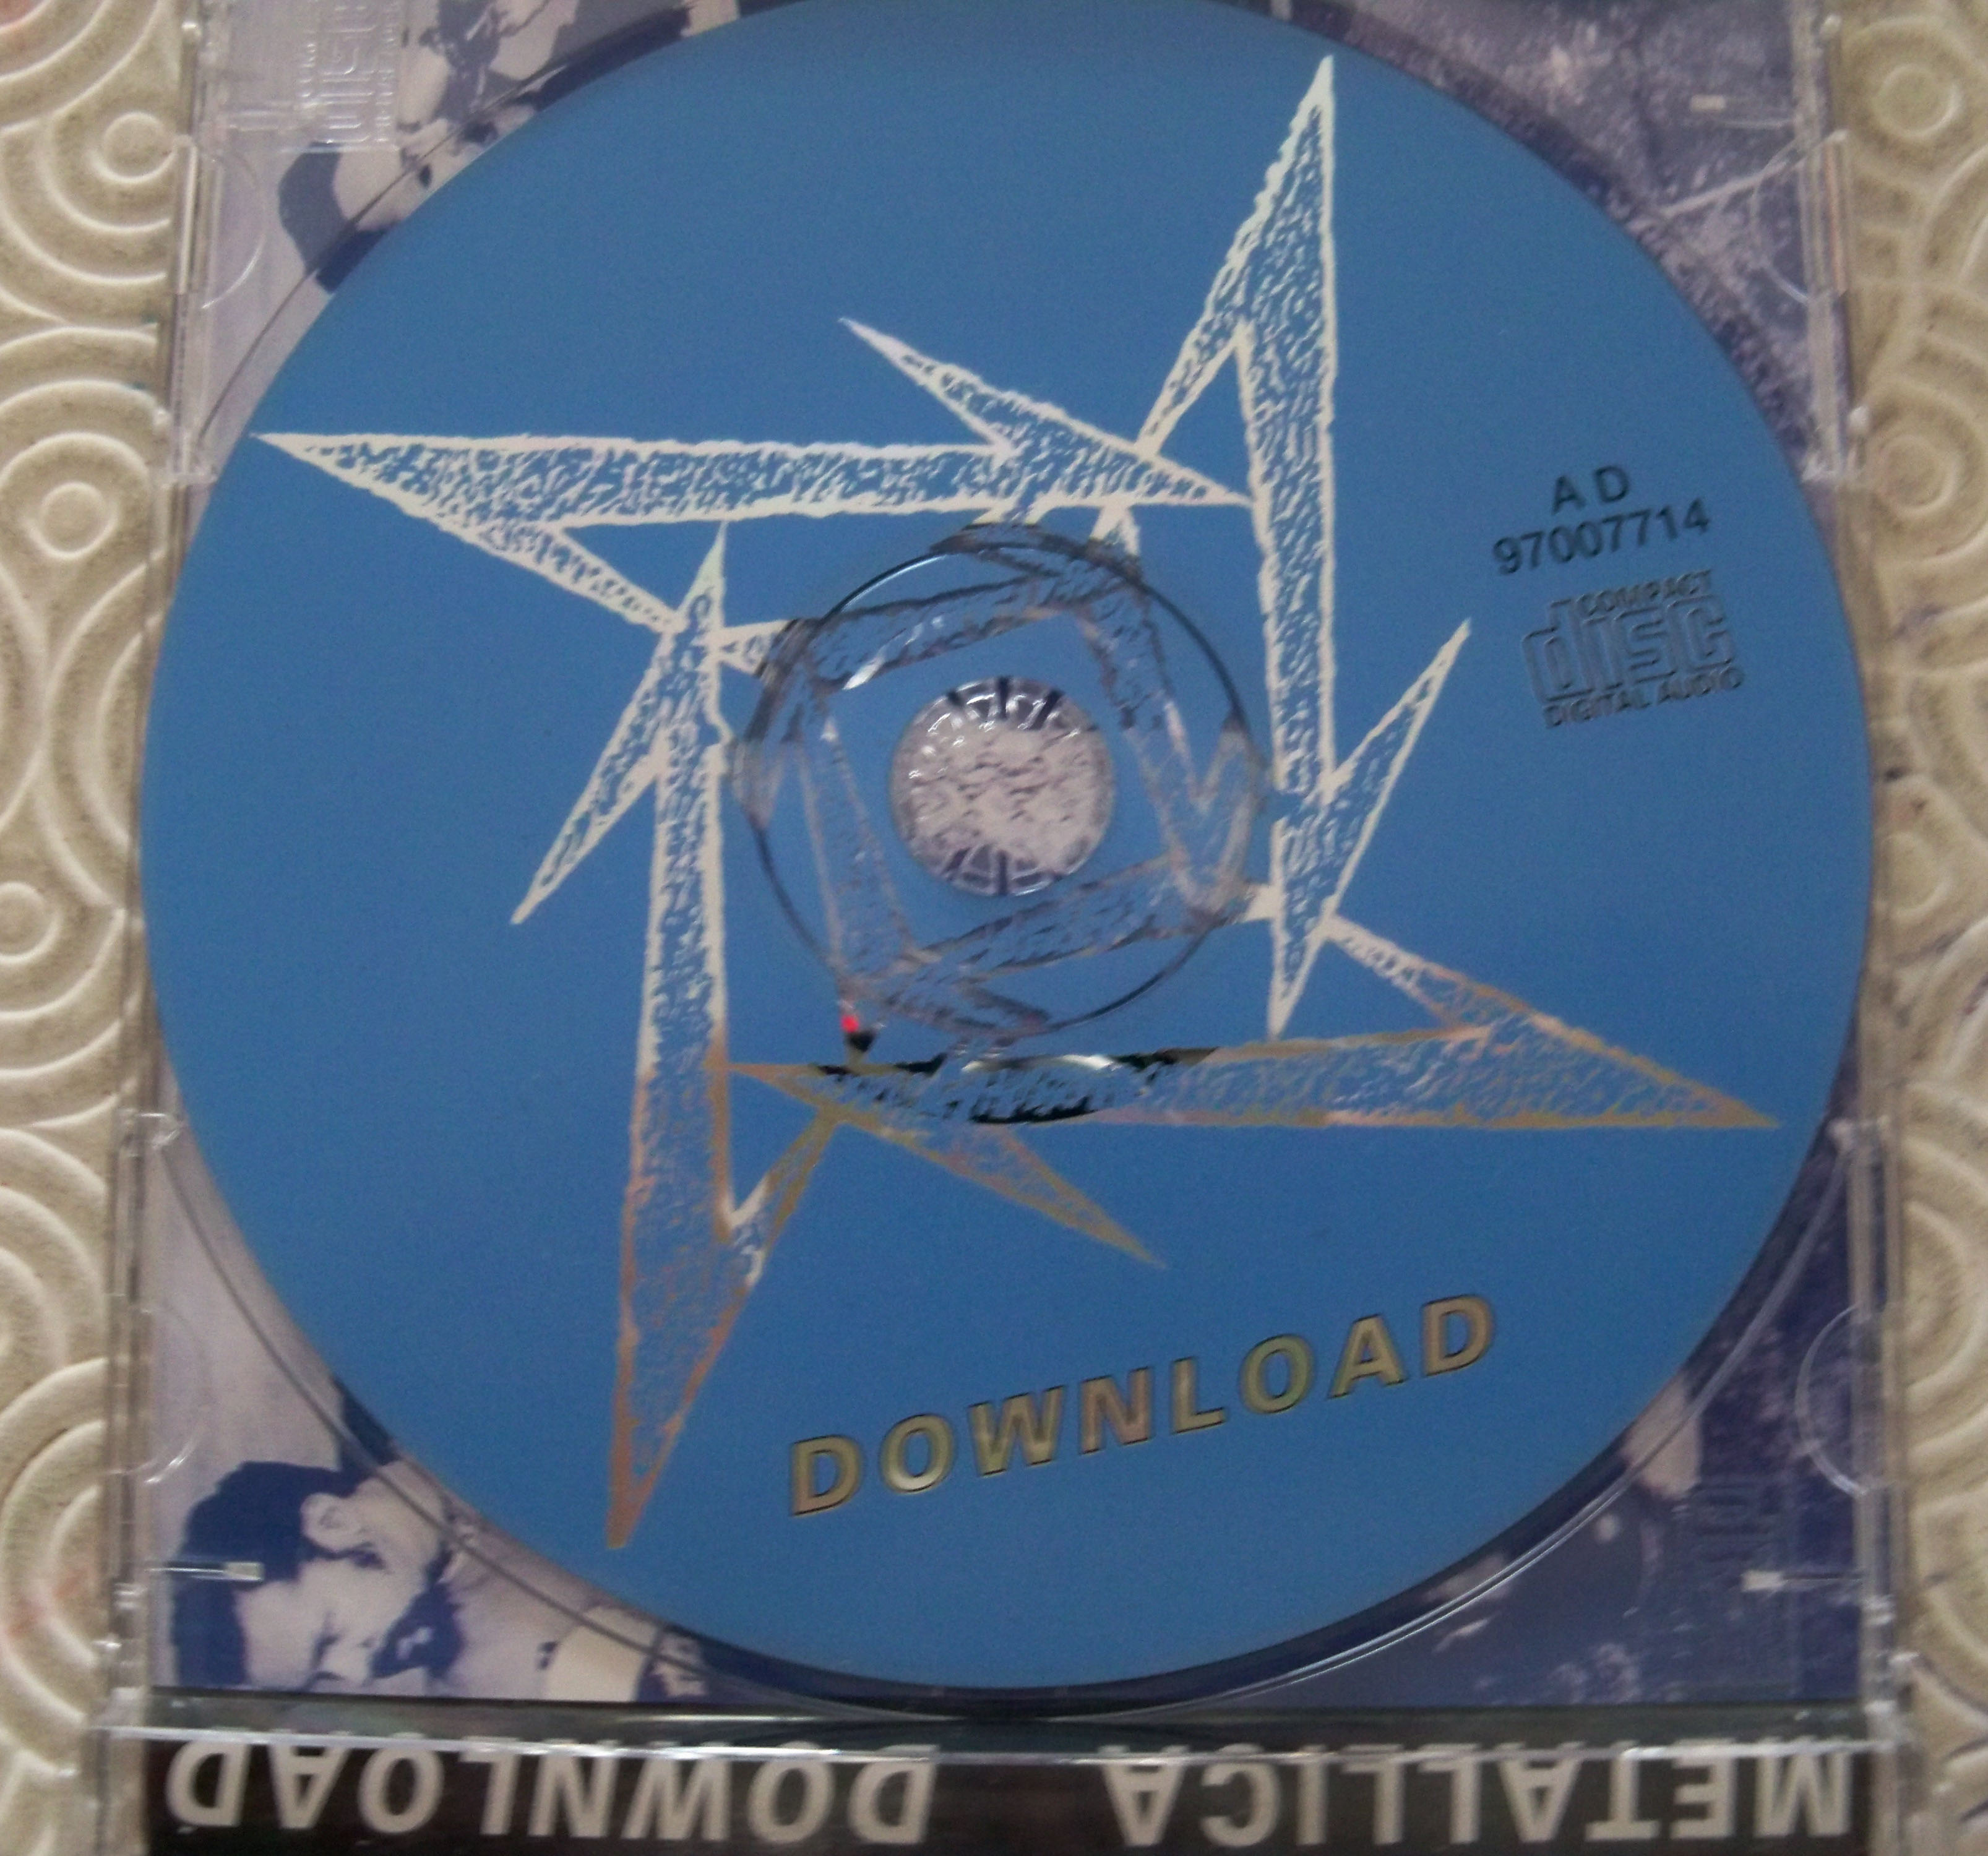 A D
97007714
COMPACT
disc
DIGITAL AUDIO
DOWNLOAD
METALLICA DOWNLOAD